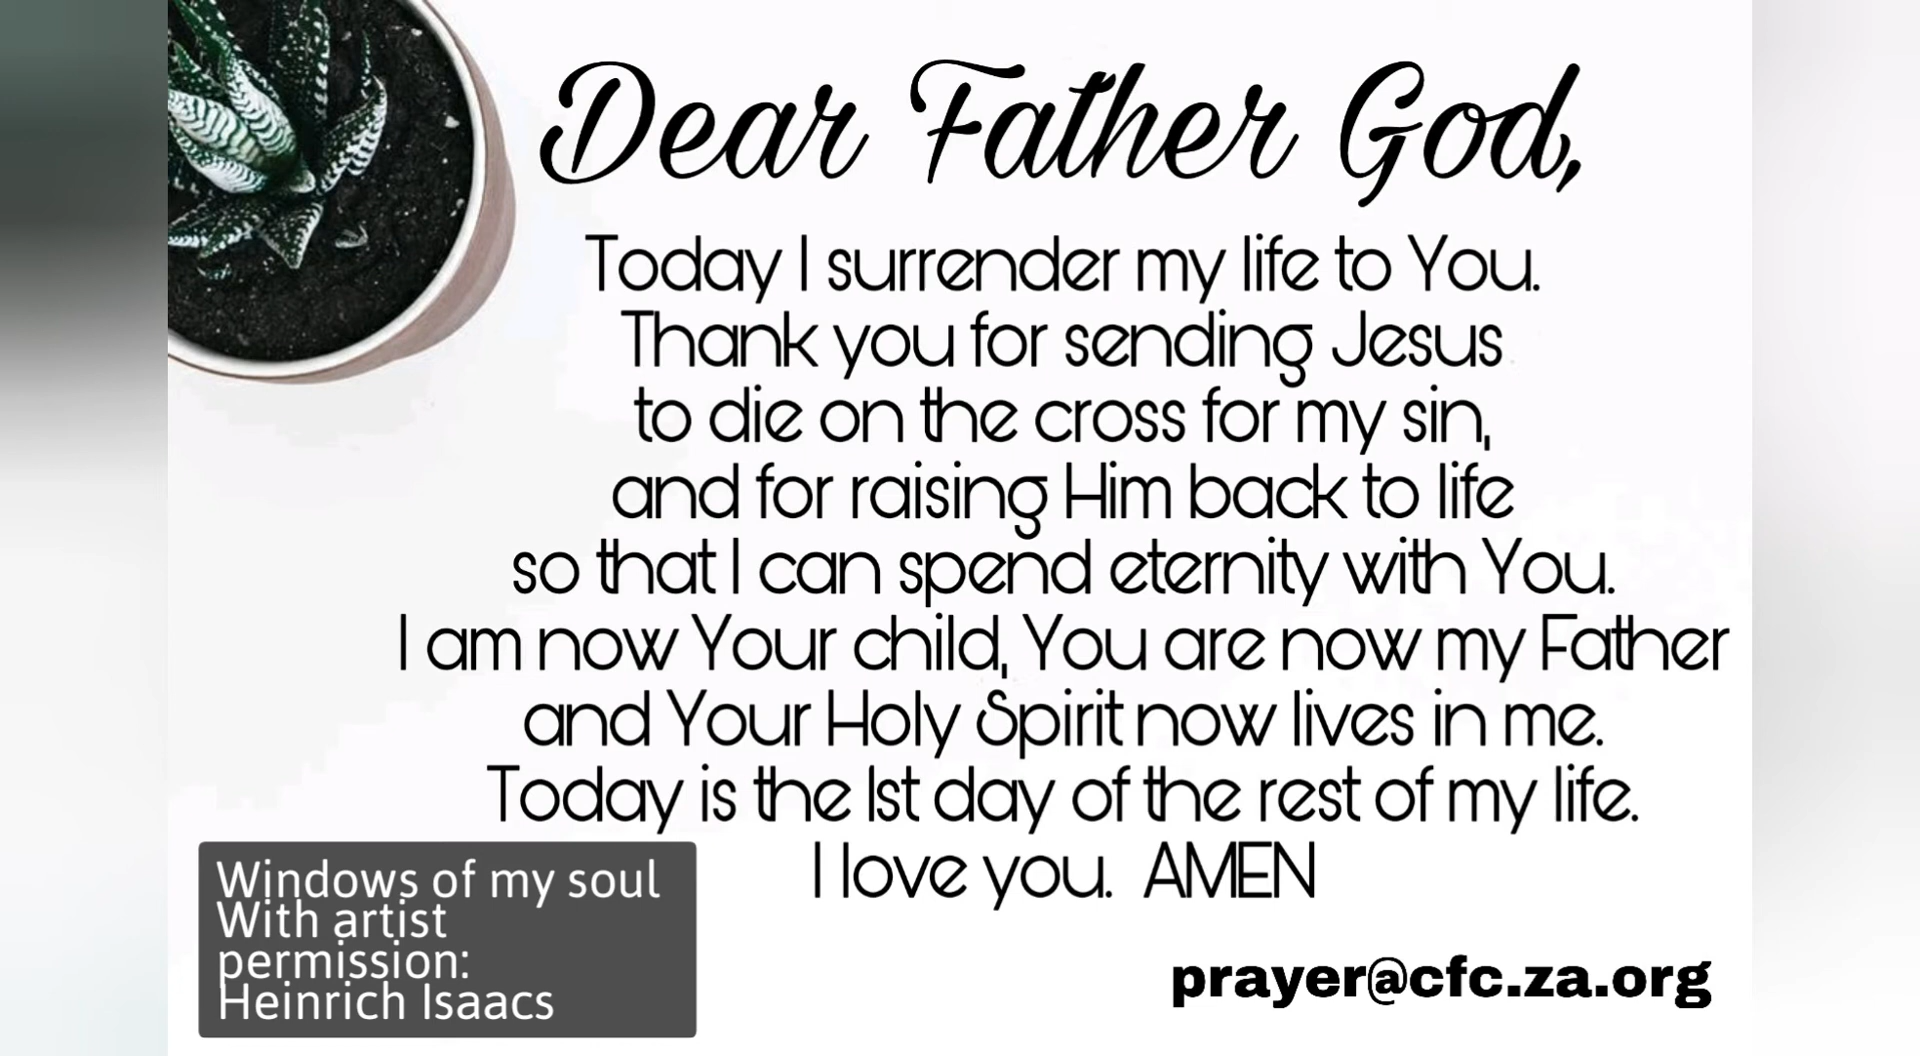 Dear Father God,
Today I surrender my life to You.
Thank you for sending Jesus
to die on the cross for my sin,
and for raising Him back to life
so that I can spend eternity with You.
I am now Your child, You are now my Father
and Your Holy Spirit now lives in me.
Today is the 1st day of the rest of my life.
I love you. AMEN
Windows of my soul
With artist
permission:
Heinrich Isaacs
prayer@cfc.za.org